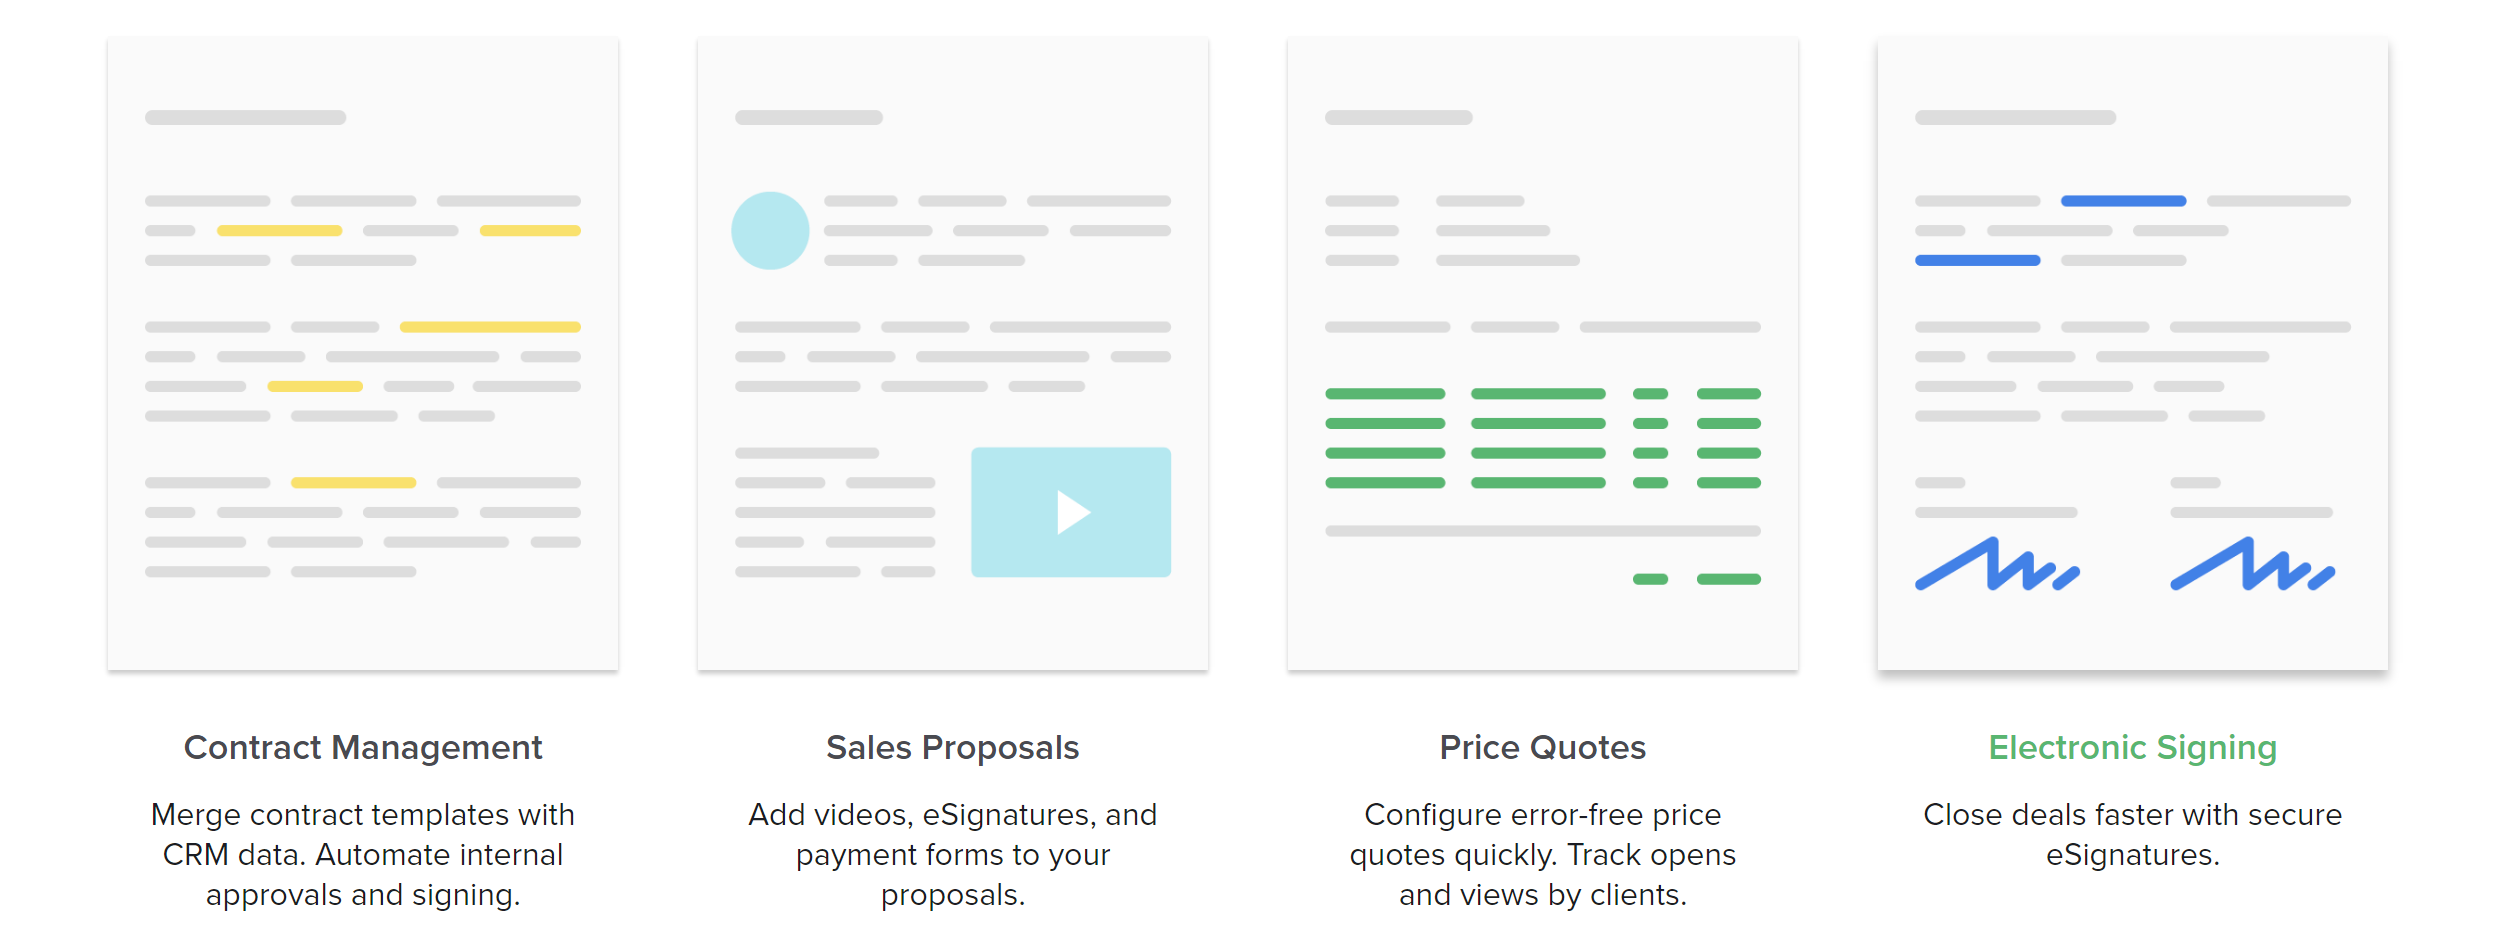 Contract Management
Merge contract templates with
CRM data. Automate internal
approvals and signing.
Sales Proposals
Add videos, eSignatures, and
payment forms to your
proposals.
Price Quotes
Configure error-free price
quotes quickly. Track opens
and views by clients.
Electronic Signing
Close deals faster with secure
eSignatures.